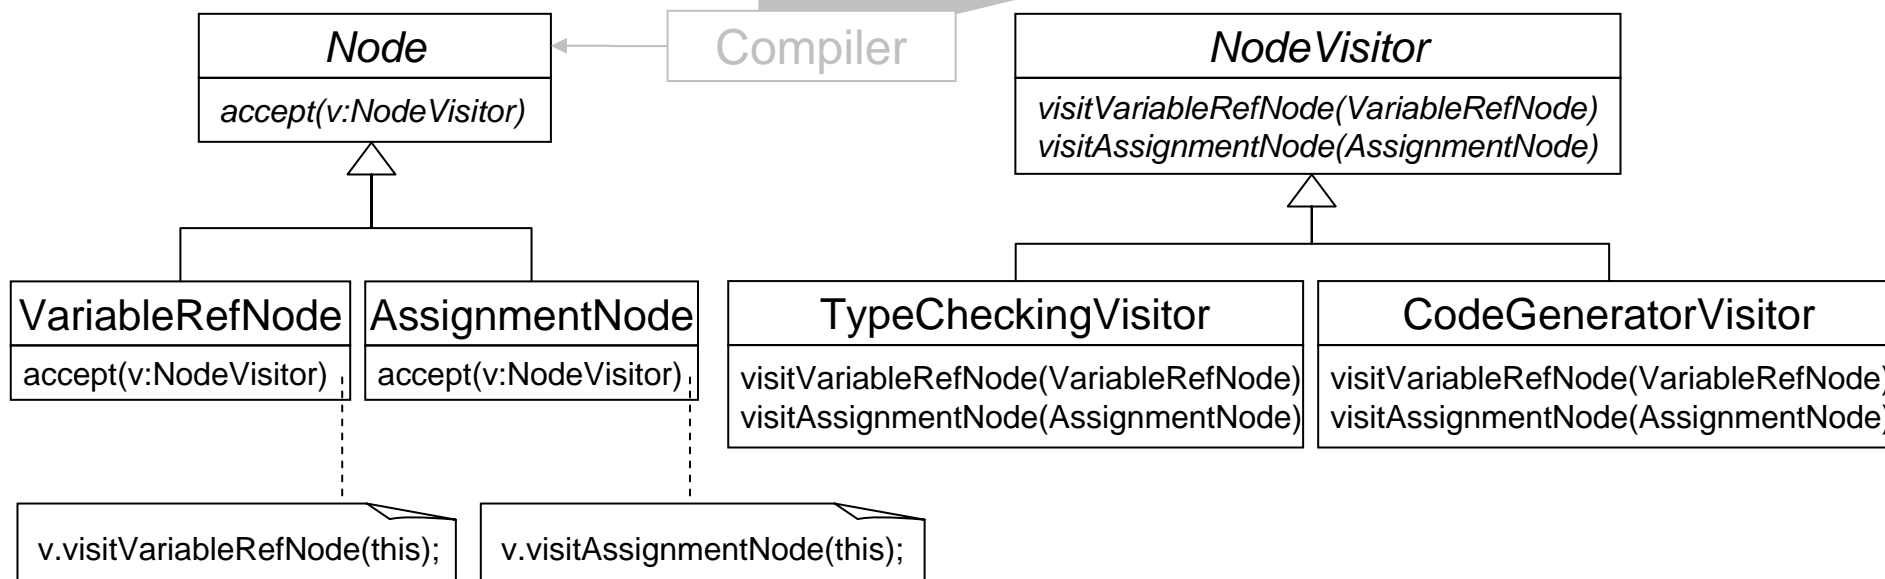 Node
accept(v:NodeVisitor)
Compiler
NodeVisitor
visitVariableRefNode(VariableRefNode)
visitAssignmentNode(AssignmentNode)
VariableRefNode
accept(v:NodeVisitor)
AssignmentNode
accept(v:NodeVisitor)
TypeCheckingVisitor
visitVariableRefNode(VariableRefNode)
visitAssignmentNode(AssignmentNode)
CodeGeneratorVisitor
visitVariableRefNode(VariableRefNode)
visitAssignmentNode(AssignmentNode)
v.visitVariableRefNode(this);
v.visitAssignmentNode(this);